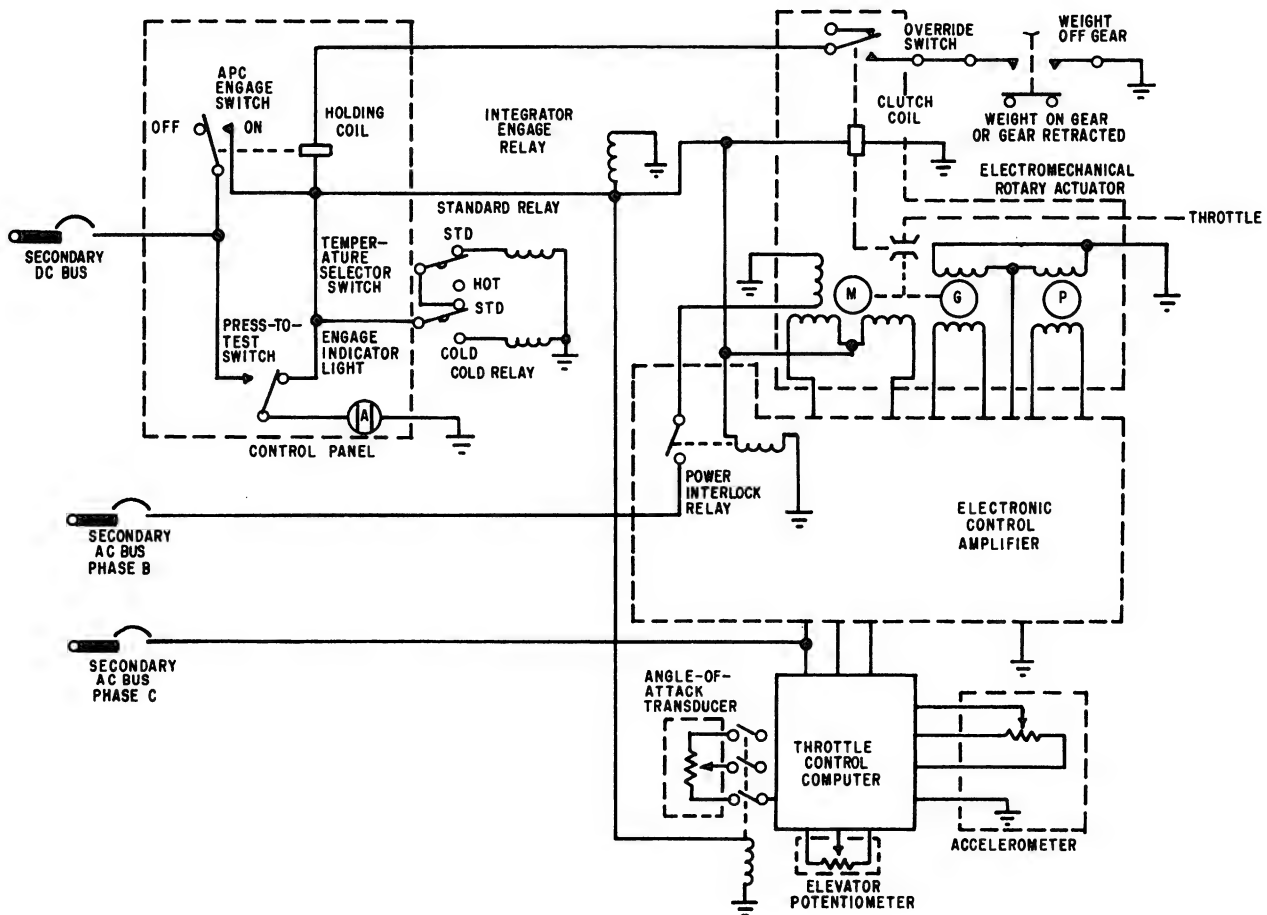 OVERRIDE
SWITCH
WEIGHT
OFF GEAR
APC
ENGAGE
SWITCH
OFF
ON
HOLDING
COIL
INTEGRATOR
ENGAGE
RELAY
CLUTCH
COIL
WEIGHT ON GEAR
OR GEAR RETRACTED
ELECTROMECHANICAL
ROTARY ACTUATOR
THROTTLE
SECONDARY
DC BUS
STANDARD RELAY
STD
TEMPER-
ATURE
SELECTOR
SWITCH
HOT
STD
COLD
COLD RELAY
M
G
P
PRESS-TO-
TEST
SWITCH
ENGAGE
INDICATOR
LIGHT
A
CONTROL PANEL
POWER
INTERLOCK
RELAY
ELECTRONIC
CONTROL
AMPLIFIER
SECONDARY
AC BUS
PHASE B
SECONDARY
AC BUS
PHASE C
ANGLE-OF-
ATTACK
TRANSDUCER
THROTTLE
CONTROL
COMPUTER
ACCELEROMETER
ELEVATOR
POTENTIOMETER